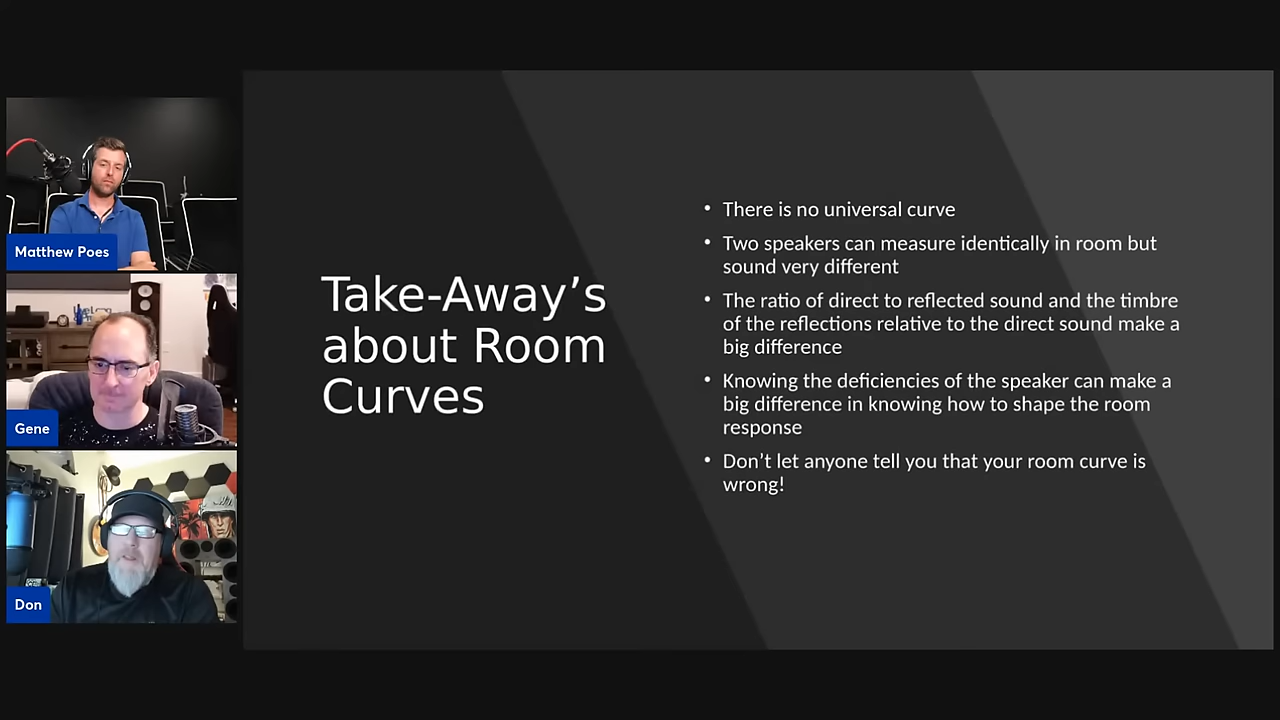 Matthew Poes
Gene
Don
Take-Away’s
about Room
Curves
• There is no universal curve
• Two speakers can measure identically in room but
sound very different
• The ratio of direct to reflected sound and the timbre
of the reflections relative to the direct sound make a
big difference
• Knowing the deficiencies of the speaker can make a
big difference in knowing how to shape the room
response
• Don’t let anyone tell you that your room curve is
wrong!